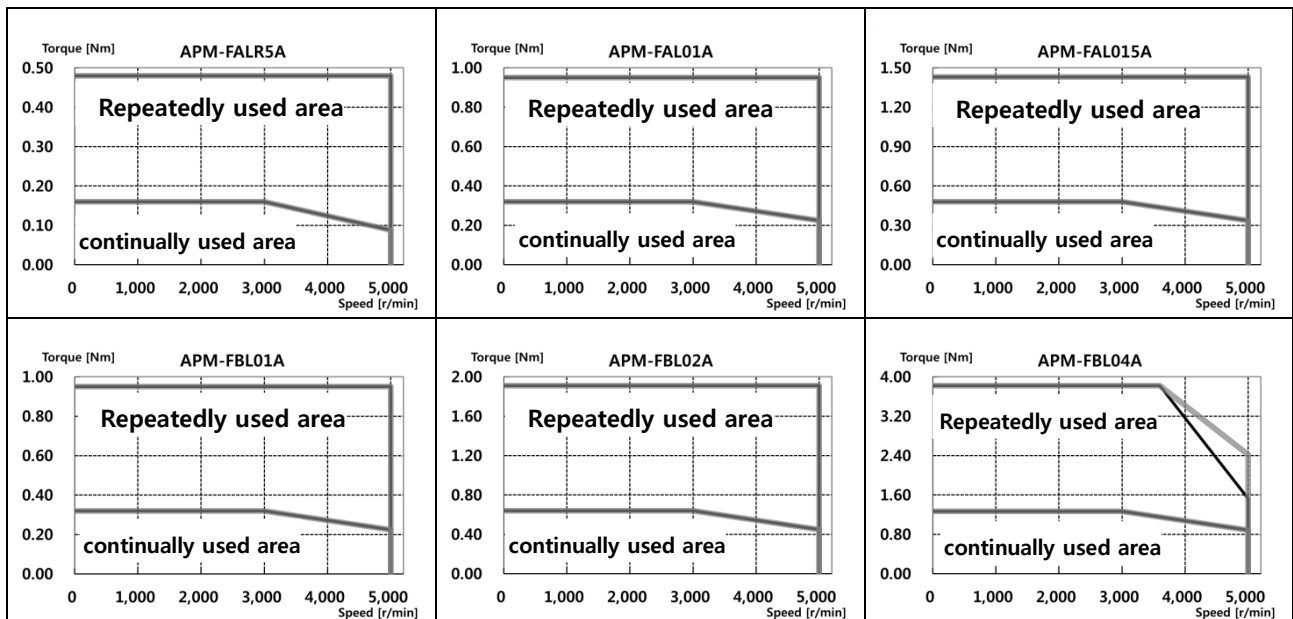 Torque [Nm]
APM-FALR5A
0.50
0.40
0.30
0.20
0.10
0.00
Repeatedly used area
continually used area
0 1,000 2,000 3,000 4,000 5,000
Speed [r/min]
Torque [Nm]
APM-FAL01A
1.00
0.80
0.60
0.40
0.20
0.00
Repeatedly used area
continually used area
0 1,000 2,000 3,000 4,000 5,000
Speed [r/min]
Torque [Nm]
APM-FAL015A
1.50
1.20
0.90
0.60
0.30
0.00
Repeatedly used area
continually used area
0 1,000 2,000 3,000 4,000 5,000
Speed [r/min]
Torque [Nm]
APM-FBL01A
1.00
0.80
0.60
0.40
0.20
0.00
Repeatedly used area
continually used area
0 1,000 2,000 3,000 4,000 5,000
Speed [r/min]
Torque [Nm]
APM-FBL02A
2.00
1.60
1.20
0.80
0.40
0.00
Repeatedly used area
continually used area
0 1,000 2,000 3,000 4,000 5,000
Speed [r/min]
Torque [Nm]
APM-FBL04A
4.00
3.20
2.40
1.60
0.80
0.00
Repeatedly used area
continually used area
0 1,000 2,000 3,000 4,000 5,000
Speed [r/min]